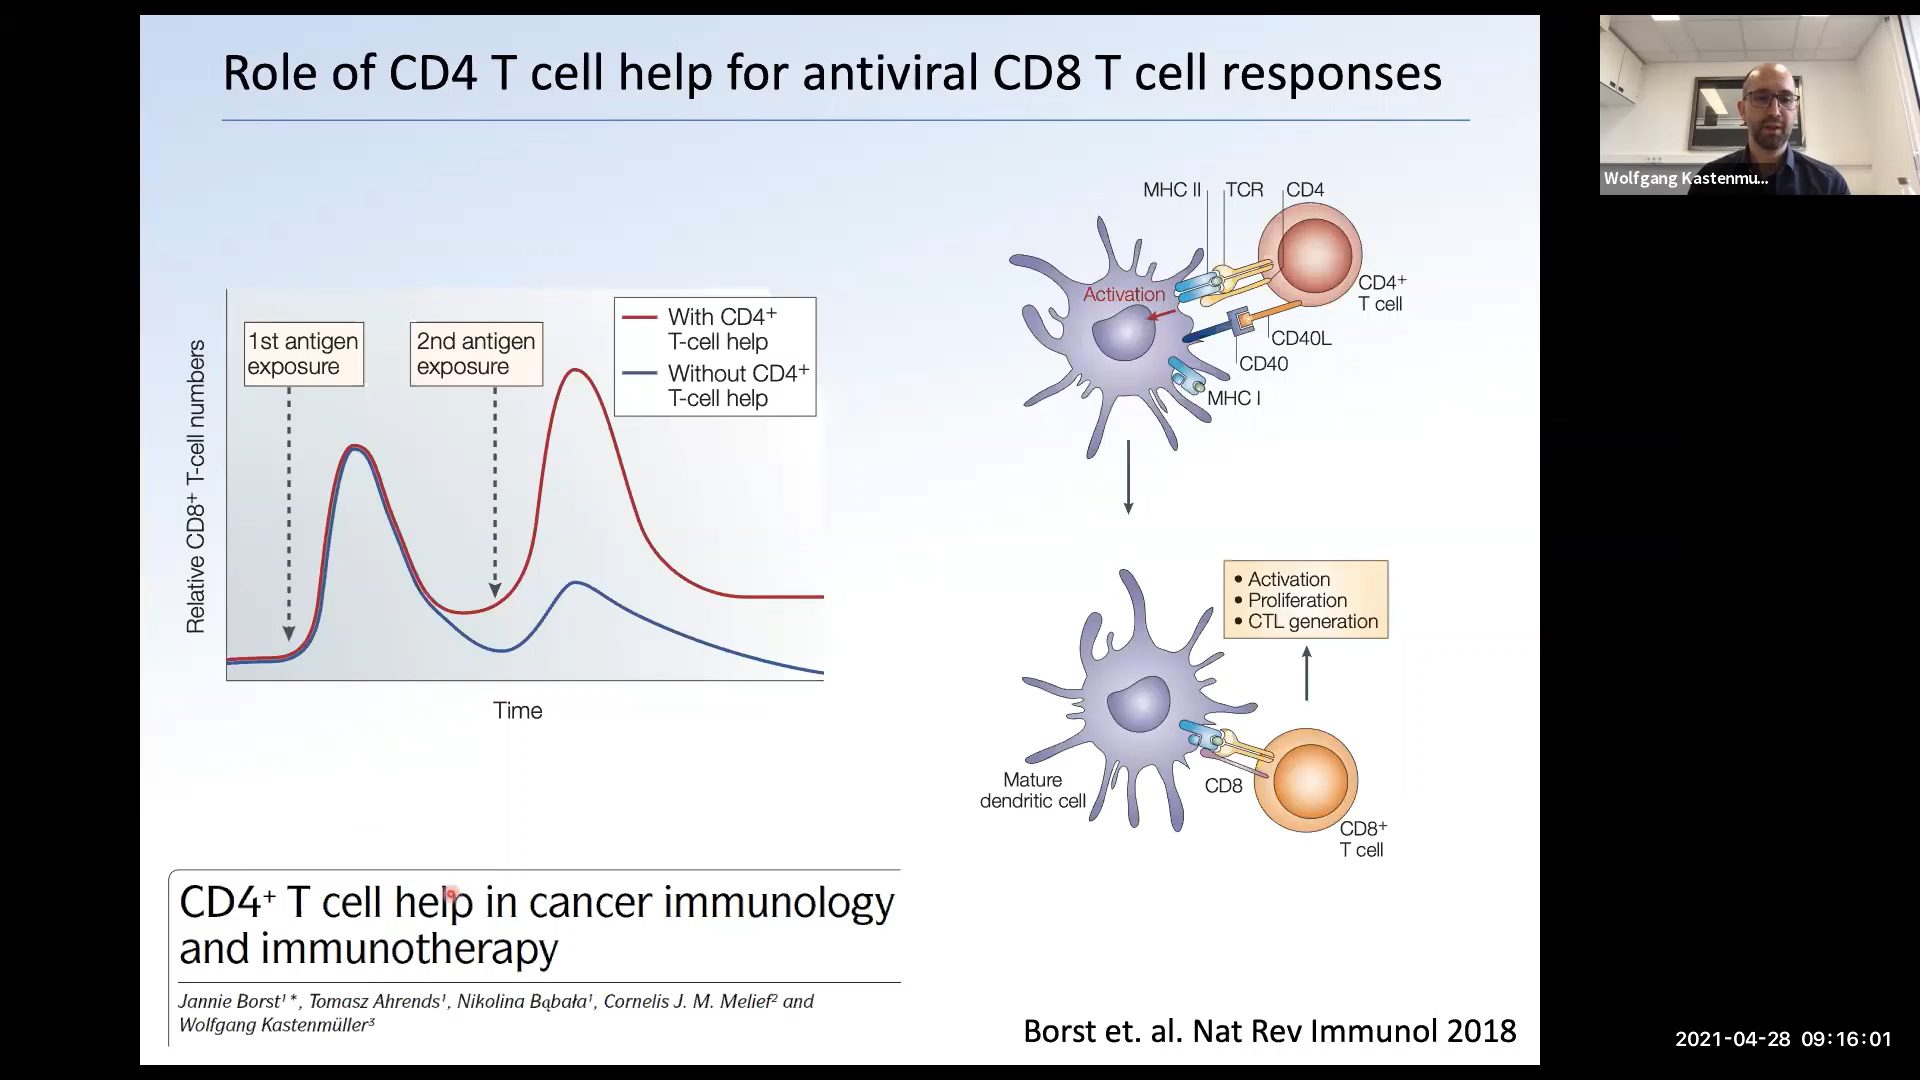 Role of CD4 T cell help for antiviral CD8 T cell responses
Wolfgang Kastenmu...
Relative CD8⁺ T-cell numbers
1st antigen
exposure
2nd antigen
exposure
With CD4⁺
T-cell help
Without CD4⁺
T-cell help
Time
MHC II
TCR
CD4
Activation
CD4⁺
T cell
CD40L
CD40
MHC I
• Activation
• Proliferation
• CTL generation
Mature
dendritic cell
CD8
CD8⁺
T cell
CD4⁺ T cell help in cancer immunology
and immunotherapy
Jannie Borst¹*, Tomasz Ahrends¹, Nikolina Bąbała¹, Cornelis J. M. Melief² and
Wolfgang Kastenmüller³
Borst et. al. Nat Rev Immunol 2018
2021-04-28 09:16:01